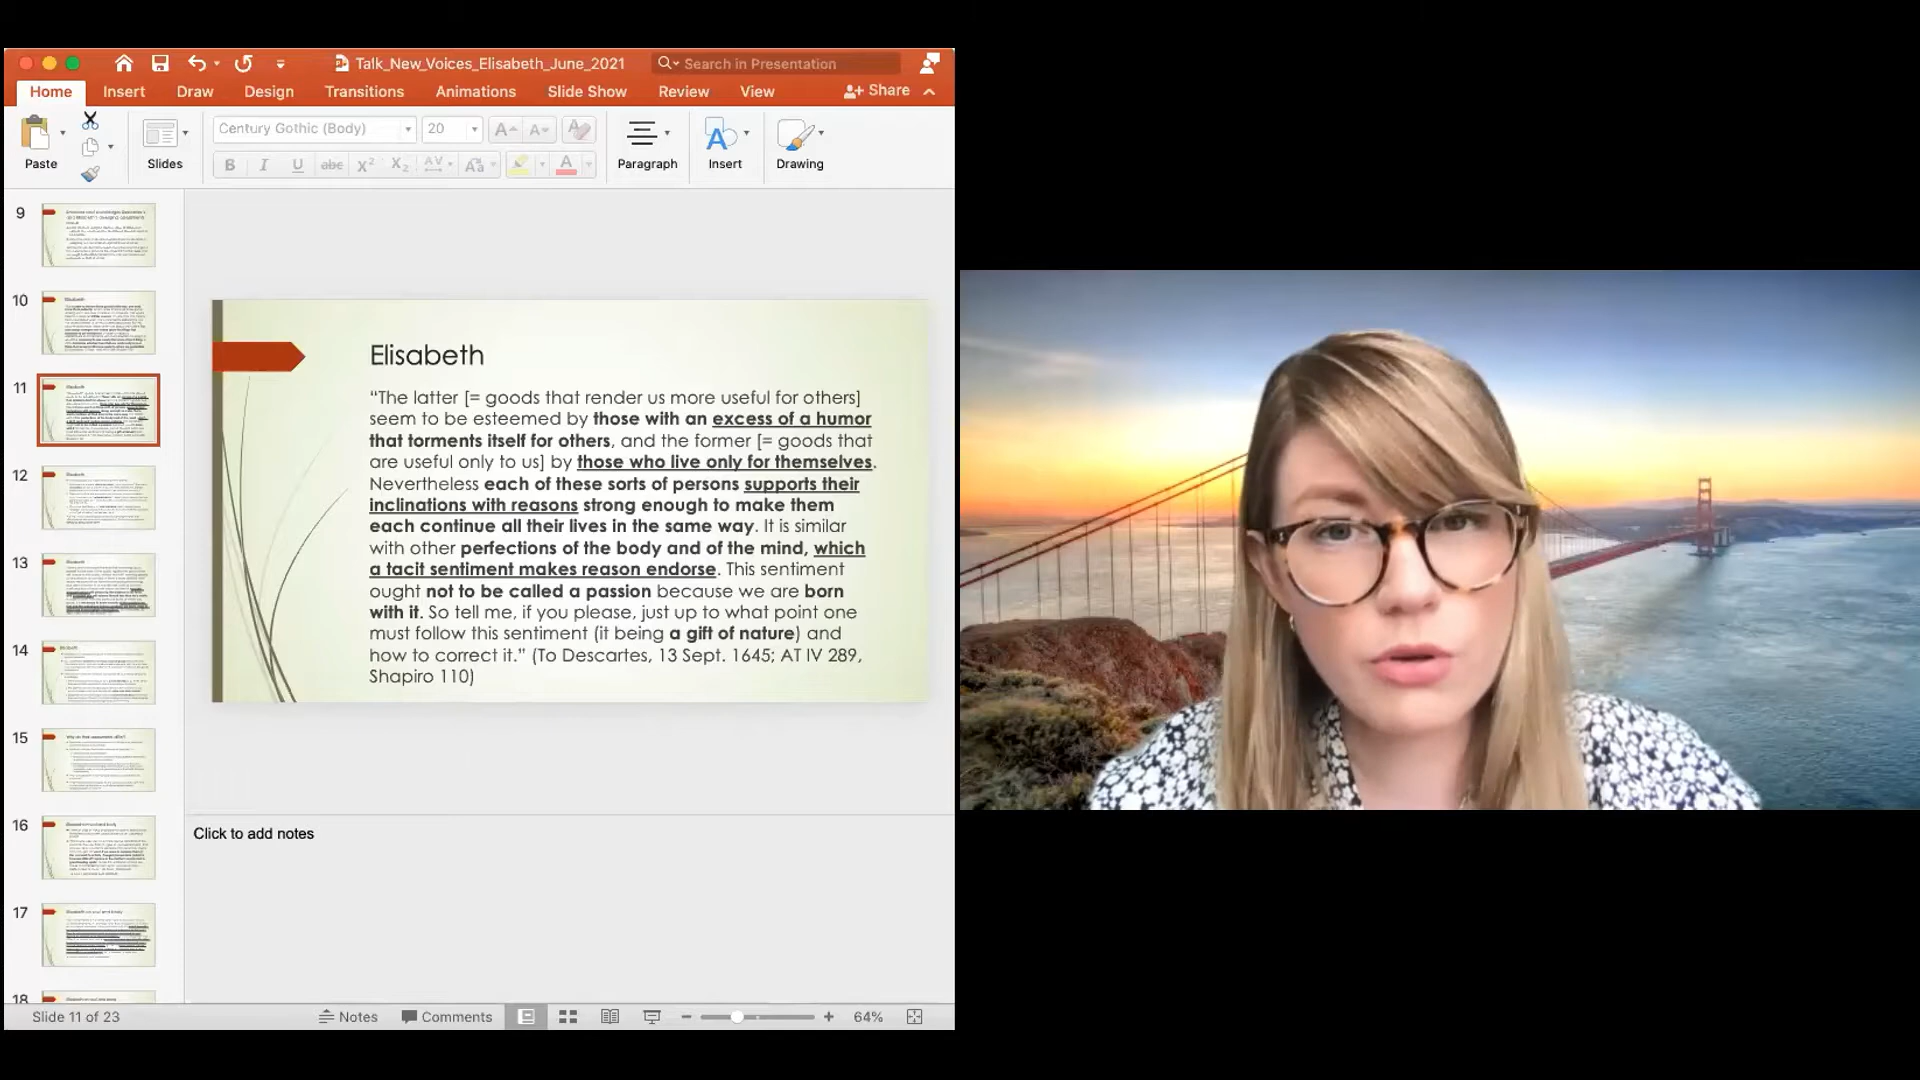 Talk_New_Voices_Elisabeth_June_2021
Search in Presentation
Home Insert Draw Design Transitions Animations Slide Show Review View Share
Century Gothic (Body) 20
Paste Slides Paragraph Insert Drawing
9
10
11
12
13
14
15
16
17
18
Elisabeth
“The latter [= goods that render us more useful for others]
seem to be esteemed by those with an excess of a humor
that torments itself for others, and the former [= goods that
are useful only to us] by those who live only for themselves.
Nevertheless each of these sorts of persons supports their
inclinations with reasons strong enough to make them
each continue all their lives in the same way. It is similar
with other perfections of the body and of the mind, which
a tacit sentiment makes reason endorse. This sentiment
ought not to be called a passion because we are born
with it. So tell me, if you please, just up to what point one
must follow this sentiment (it being a gift of nature) and
how to correct it.” (To Descartes, 13 Sept. 1645; AT IV 289,
Shapiro 110)
Click to add notes
Slide 11 of 23 Notes Comments 64%